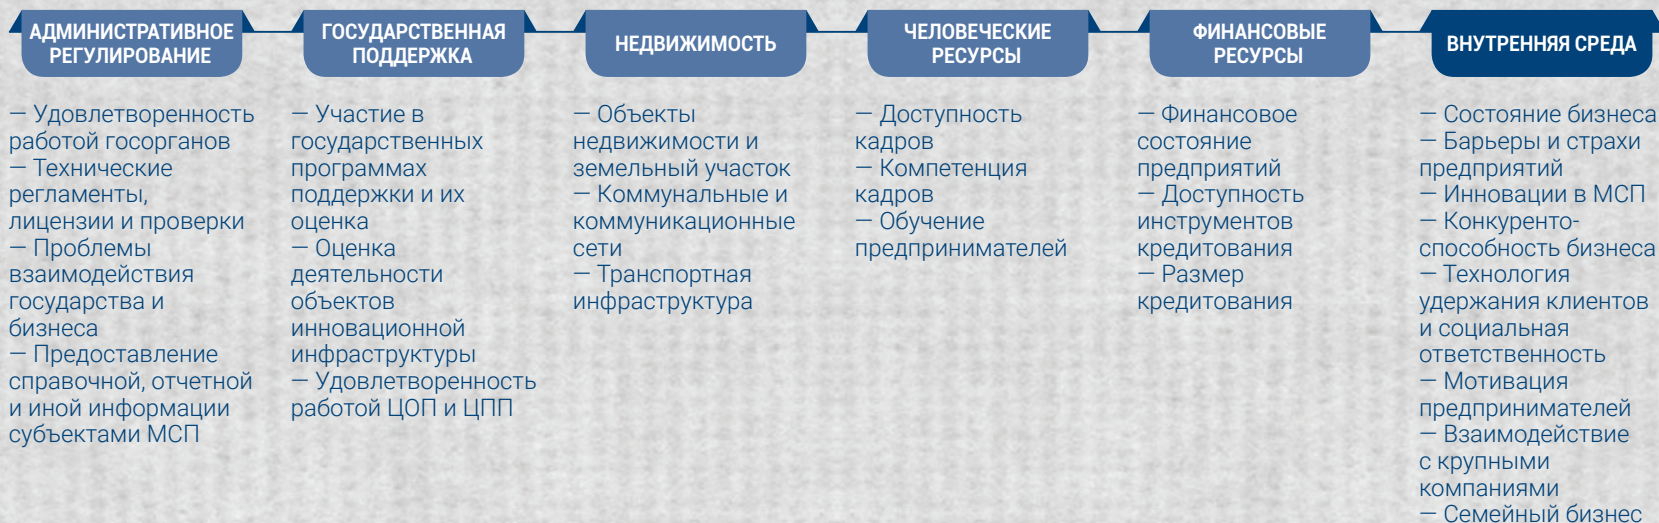 АДМИНИСТРАТИВНОЕ
РЕГУЛИРОВАНИЕ
— Удовлетворенность
работой госорганов
— Технические
регламенты,
лицензии и проверки
— Проблемы
взаимодействия
государства и
бизнеса
— Предоставление
справочной, отчетной
и иной информации
субъектами МСП
ГОСУДАРСТВЕННАЯ
ПОДДЕРЖКА
— Участие в
государственных
программах
поддержки и их
оценка
— Оценка
деятельности
объектов
инновационной
инфраструктуры
— Удовлетворенность
работой ЦОП и ЦПП
НЕДВИЖИМОСТЬ
— Объекты
недвижимости и
земельный участок
— Коммунальные и
коммуникационные
сети
— Транспортная
инфраструктура
ЧЕЛОВЕЧЕСКИЕ
РЕСУРСЫ
— Доступность
кадров
— Компетенция
кадров
— Обучение
предпринимателей
ФИНАНСОВЫЕ
РЕСУРСЫ
— Финансовое
состояние
предприятий
— Доступность
инструментов
кредитования
— Размер
кредитования
ВНУТРЕННЯЯ СРЕДА
— Состояние бизнеса
— Барьеры и страхи
предприятий
— Инновации в МСП
— Конкуренто-
способность бизнеса
— Технология
удержания клиентов
и социальная
ответственность
— Мотивация
предпринимателей
— Взаимодействие
с крупными
компаниями
— Семейный бизнес